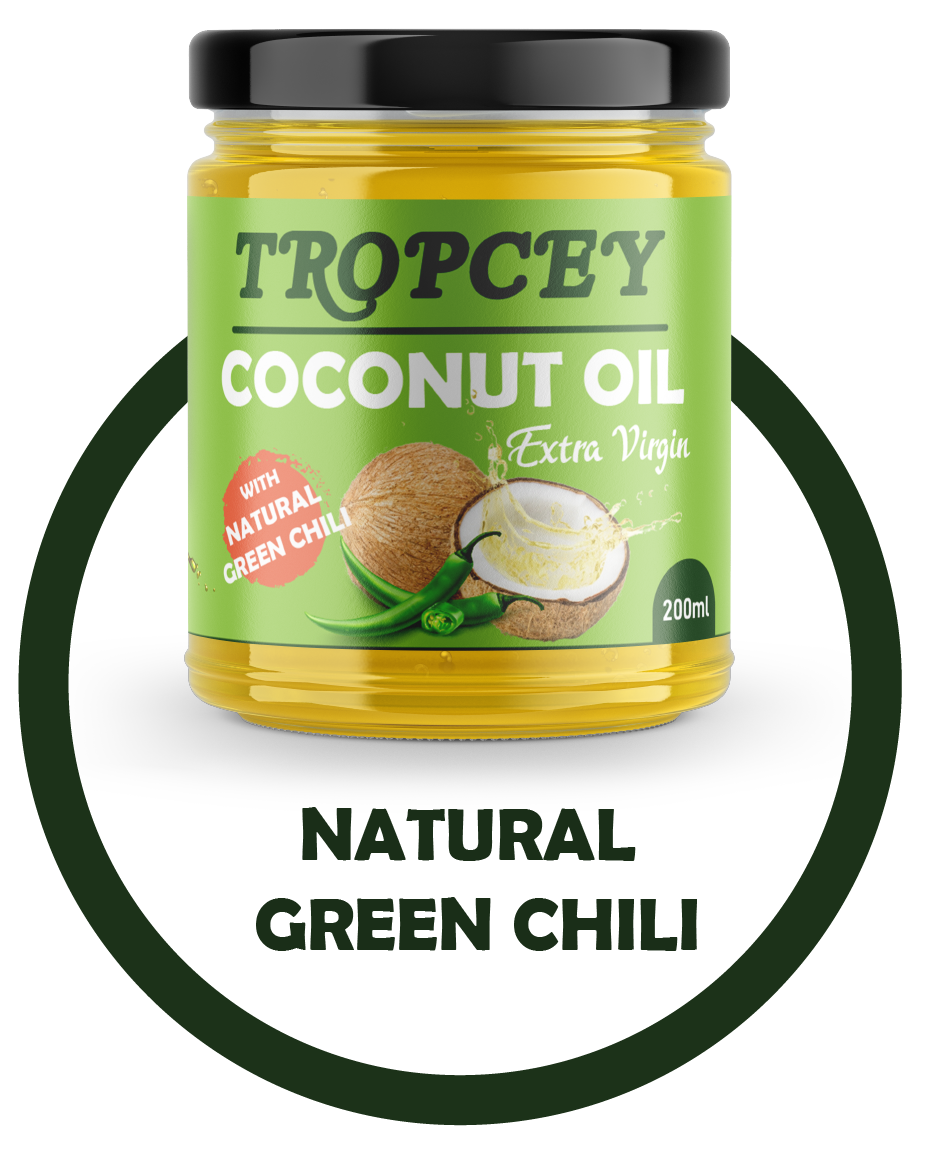 TROPCEY
COCONUT OIL
Extra Virgin
WITH
NATURAL
GREEN CHILI
200ml
NATURAL
GREEN CHILI